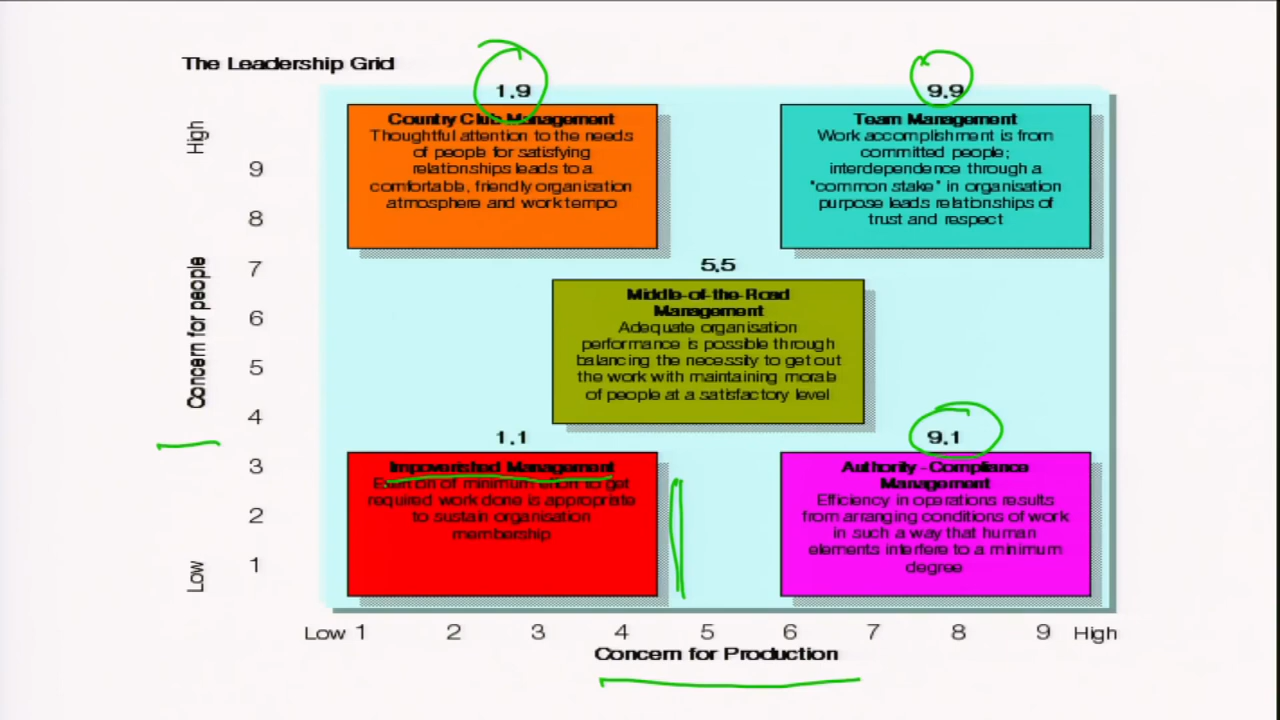 The Leadership Grid
1,9
Country Club Management
Thoughtful attention to the needs
of people for satisfying
relationships leads to a
comfortable, friendly organisation
atmosphere and work tempo
9,9
Team Management
Work accomplishment is from
committed people;
interdependence through a
"common stake" in organisation
purpose leads relationships of
trust and respect
5,5
Middle-of-the-Road
Management
Adequate organisation
performance is possible through
balancing the necessity to get out
the work with maintaining morale
of people at a satisfactory level
1,1
Impoverished Management
Exertion of minimum effort to get
required work done is appropriate
to sustain organisation
membership
9,1
Authority-Compliance
Management
Efficiency in operations results
from arranging conditions of work
in such a way that human
elements interfere to a minimum
degree
High
9
8
7
6
5
4
3
2
1
Low
Concern for people
Low 1 2 3 4 5 6 7 8 9 High
Concern for Production